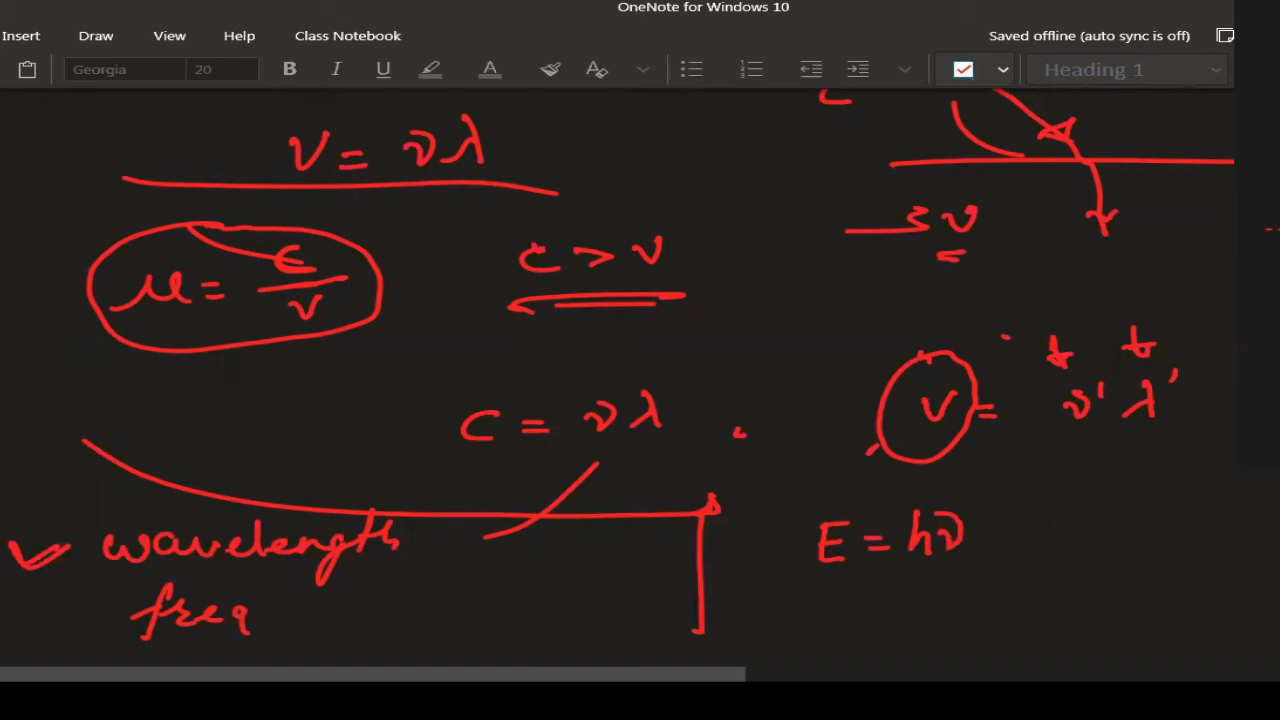 OneNote for Windows 10
Insert Draw View Help Class Notebook Saved offline (auto sync is off)
Georgia 20 B I U A Heading 1
c
V = νλ
ν
μ = c/v
c > v
C = νλ
V = ν' λ'
wavelength
E = hν
freq